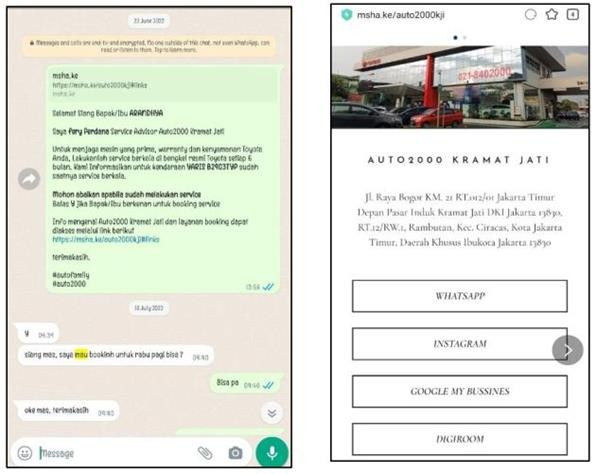 23 June 2022
Messages and calls are end-to-end encrypted. No one outside of this chat, not even WhatsApp, can
read or listen to them. Tap to learn more.
msha.ke
https://msha.ke/auto2000kji#links
msha.ke
Selamat Siang Bapak/Ibu
Saya Fery Perdana Service Advisor Auto2000 Kramat Jati
Untuk menjaga mesin yang prima, warranty dan kenyamanan Toyota
Anda, Lakukanlah service berkala di bengkel resmi Toyota setiap 6
bulan. Kami Informasikan untuk kendaraan YARIS B2903TYP sudah
saatnya service berkala.
Mohon abaikan apabila sudah melakukan service
Balas Y jika Bapak/Ibu berkenan untuk booking service
Info mengenai Auto2000 Kramat Jati dan layanan booking dapat
diakses melalui link berikut
https://msha.ke/auto2000kji#links
terimakasih.
#autofamily
#auto2000
13:56
18 July 2022
y
09:39
siang mas, saya mau bookinh untuk rabu pagi bisa ?
09:40
Bisa pa
09:40
oke mas, terimakasih
09:40
Message
msha.ke/auto2000kji
4
021-8402000
AUTO2000 KRAMAT JATI
Jl. Raya Bogor KM. 21 RT.012/01 Jakarta Timur
Depan Pasar Induk Kramat Jati DKI Jakarta 13830,
RT.12/RW.1, Rambutan, Kec. Ciracas, Kota Jakarta
Timur, Daerah Khusus Ibukota Jakarta 13830
WHATSAPP
INSTAGRAM
GOOGLE MY BUSSINES
DIGIROOM